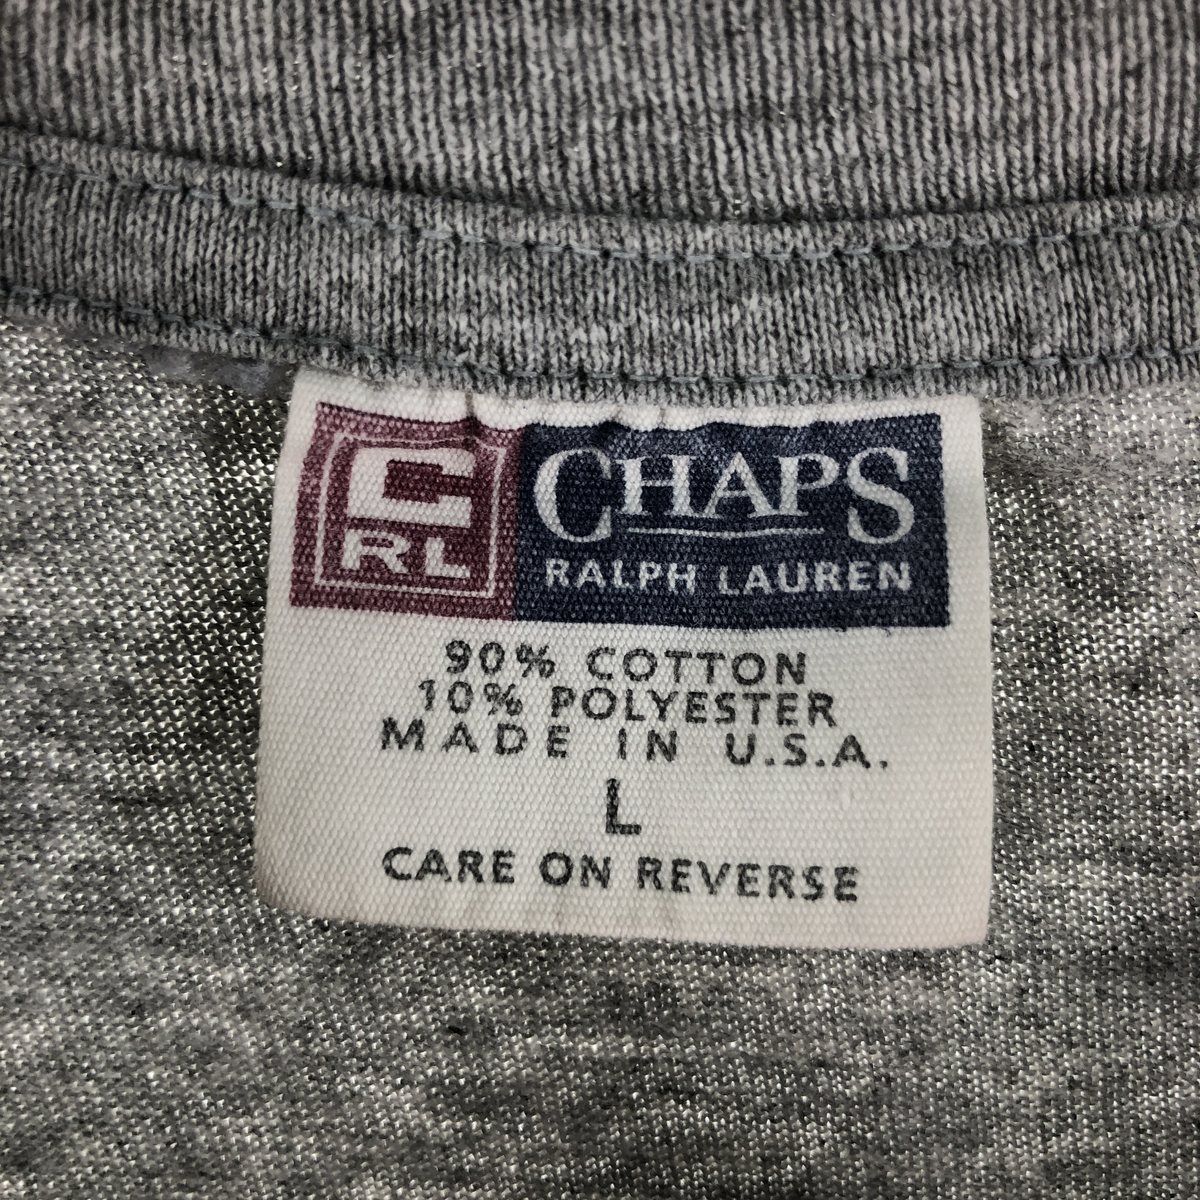 C
RL
CHAPS
RALPH LAUREN
90% COTTON
10% POLYESTER
MADE IN U.S.A.
L
CARE ON REVERSE